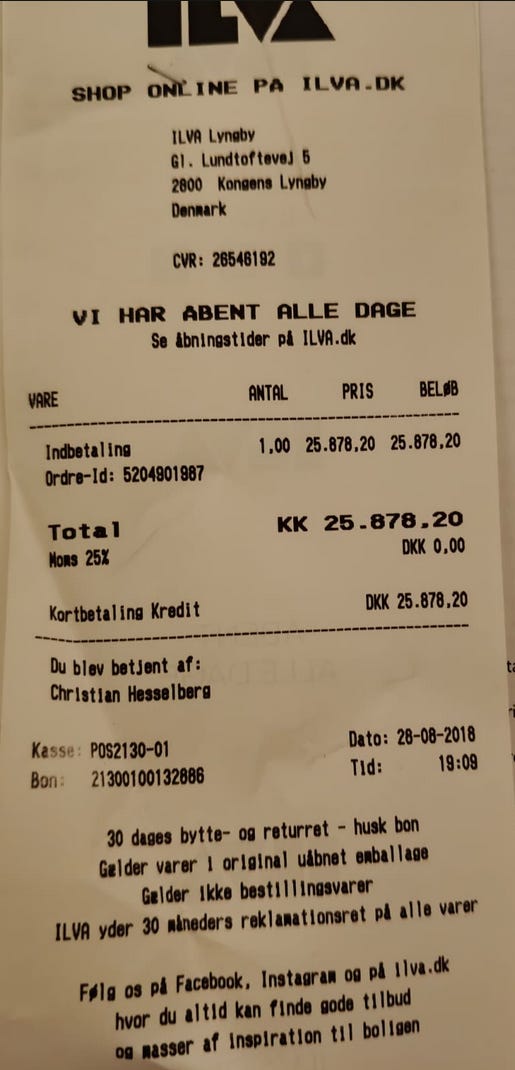 ILVA
SHOP ONLINE PA ILVA.DK
ILVA Lyngby
Gl. Lundtoftevej 5
2800 Kongens Lyngby
Denmark
CVR: 26546192
VI HAR ABENT ALLE DAGE
Se åbningstider på ILVA.dk
VARE ANTAL PRIS BELØB
Indbetaling 1,00 25.878,20 25.878,20
Ordre-Id: 5204901987
Total KK 25.878,20
Moms 25% DKK 0,00
Kortbetaling Kredit DKK 25.878,20
Du blev betjent af:
Christian Hesselberg
Kasse: POS2130-01 Dato: 28-08-2018
Bon: 21300100132886 Tid: 19:09
30 dages bytte- og returret - husk bon
Gælder varer i original uåbnet emballage
Gælder ikke bestillingsvarer
ILVA yder 30 måneders reklamationsret på alle varer
Følg os på Facebook, Instagram og på ilva.dk
hvor du altid kan finde gode tilbud
og masser af inspiration til boligen